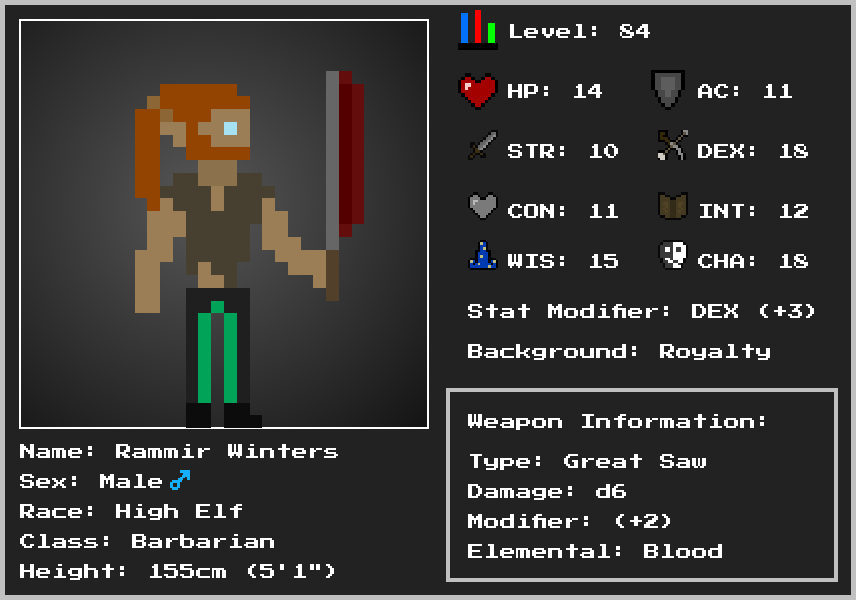 Level: 84
HP: 14 AC: 11
STR: 10 DEX: 18
CON: 11 INT: 12
WIS: 15 CHA: 18
Stat Modifier: DEX (+3)
Background: Royalty
Weapon Information:
Type: Great Saw
Damage: d6
Modifier: (+2)
Elemental: Blood
Name: Rammir Winters
Sex: Male♂
Race: High Elf
Class: Barbarian
Height: 155cm (5'1")